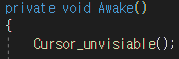 private void Awake()
{
Cursor_unvisiable();